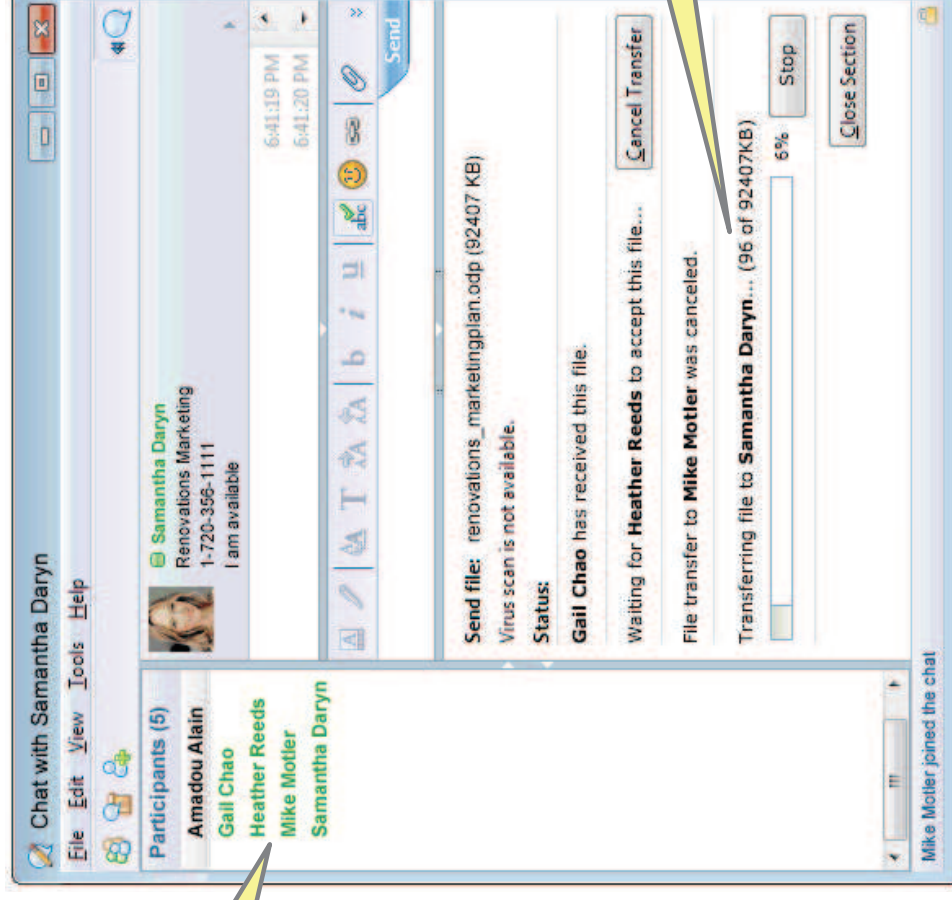 Chat with Samantha Daryn
File Edit View Tools Help
Participants (5)
Amadou Alain
Gail Chao
Heather Reeds
Mike Motler
Samantha Daryn
Samantha Daryn
Renovations Marketing
1-720-356-1111
I am available
6:41:19 PM
6:41:20 PM
A AA T AA AA b i u abc
Send
Send file: renovations_marketingplan.odp (92407 KB)
Virus scan is not available.
Status:
Gail Chao has received this file.
Waiting for Heather Reeds to accept this file...
Cancel Transfer
File transfer to Mike Motler was canceled.
Transferring file to Samantha Daryn... (96 of 92407KB)
6%
Stop
Close Section
Mike Motler joined the chat